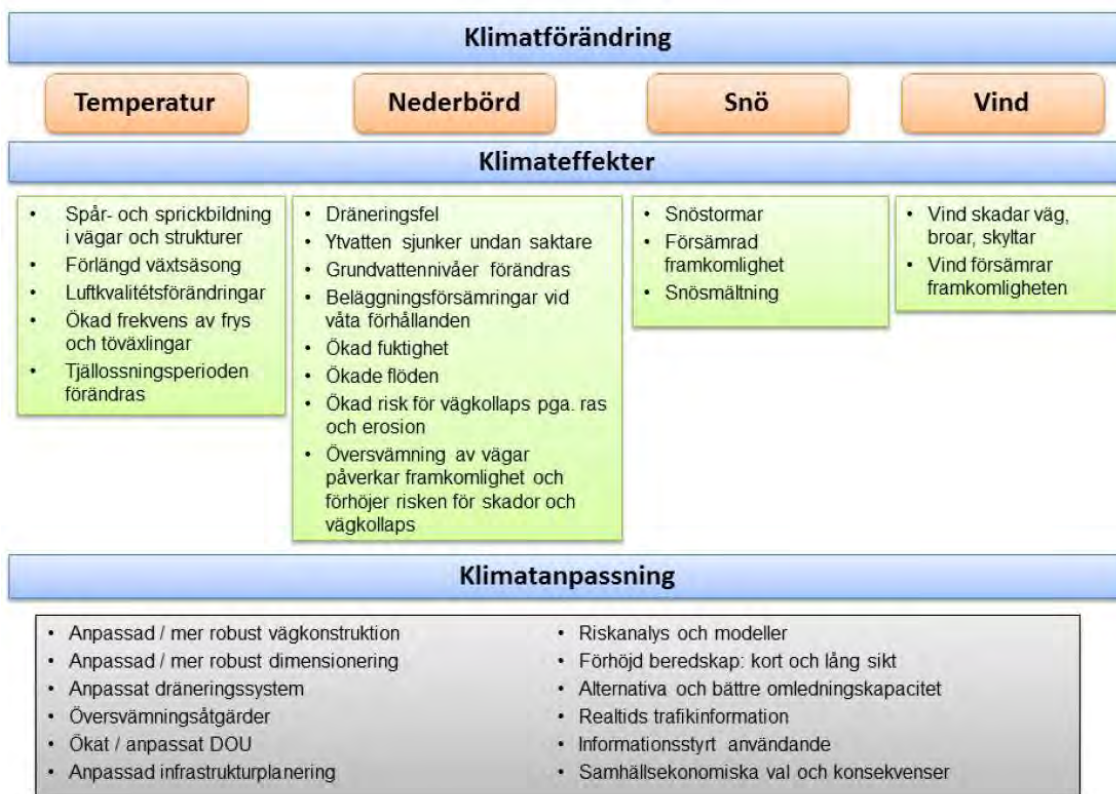 Klimatförändring
Temperatur
Nederbörd
Snö
Vind
Klimateffekter
• Spår- och sprickbildning
i vägar och strukturer
• Förlängd växtsäsong
• Luftkvalitétsförändringar
• Ökad frekvens av frys
och töväxlingar
• Tjällossningsperioden
förändras
• Dräneringsfel
• Ytvatten sjunker undan saktare
• Grundvattennivåer förändras
• Beläggningsförsämringar vid
våta förhållanden
• Ökad fuktighet
• Ökade flöden
• Ökad risk för vägkollaps pga. ras
och erosion
• Översvämning av vägar
påverkar framkomlighet och
förhöjer risken för skador och
vägkollaps
• Snöstormar
• Försämrad
framkomlighet
• Snösmältning
• Vind skadar väg,
broar, skyltar
• Vind försämrar
framkomligheten
Klimatanpassning
• Anpassad / mer robust vägkonstruktion
• Anpassad / mer robust dimensionering
• Anpassat dräneringssystem
• Översvämningsåtgärder
• Ökat / anpassat DOU
• Anpassad infrastrukturplanering
• Riskanalys och modeller
• Förhöjd beredskap: kort och lång sikt
• Alternativa och bättre omledningskapacitet
• Realtids trafikinformation
• Informationsstyrt användande
• Samhällsekonomiska val och konsekvenser